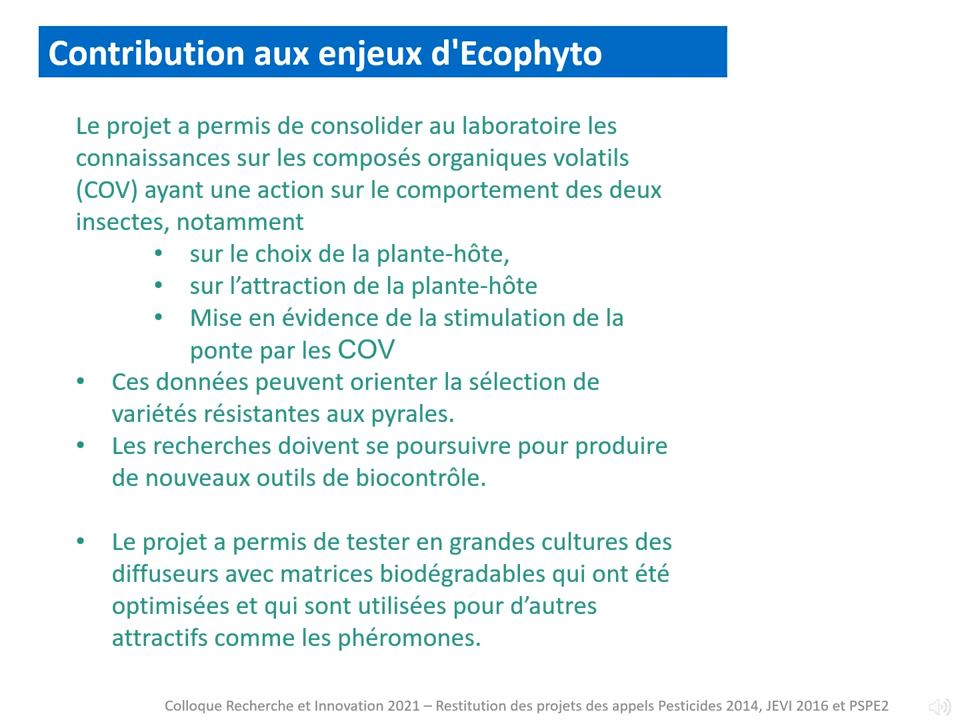 Contribution aux enjeux d'Ecophyto
Le projet a permis de consolider au laboratoire les
connaissances sur les composés organiques volatils
(COV) ayant une action sur le comportement des deux
insectes, notamment
• sur le choix de la plante-hôte,
• sur l’attraction de la plante-hôte
• Mise en évidence de la stimulation de la
ponte par les COV
• Ces données peuvent orienter la sélection de
variétés résistantes aux pyrales.
• Les recherches doivent se poursuivre pour produire
de nouveaux outils de biocontrôle.
• Le projet a permis de tester en grandes cultures des
diffuseurs avec matrices biodégradables qui ont été
optimisées et qui sont utilisées pour d’autres
attractifs comme les phéromones.
Colloque Recherche et Innovation 2021 – Restitution des projets des appels Pesticides 2014, JEVI 2016 et PSPE2